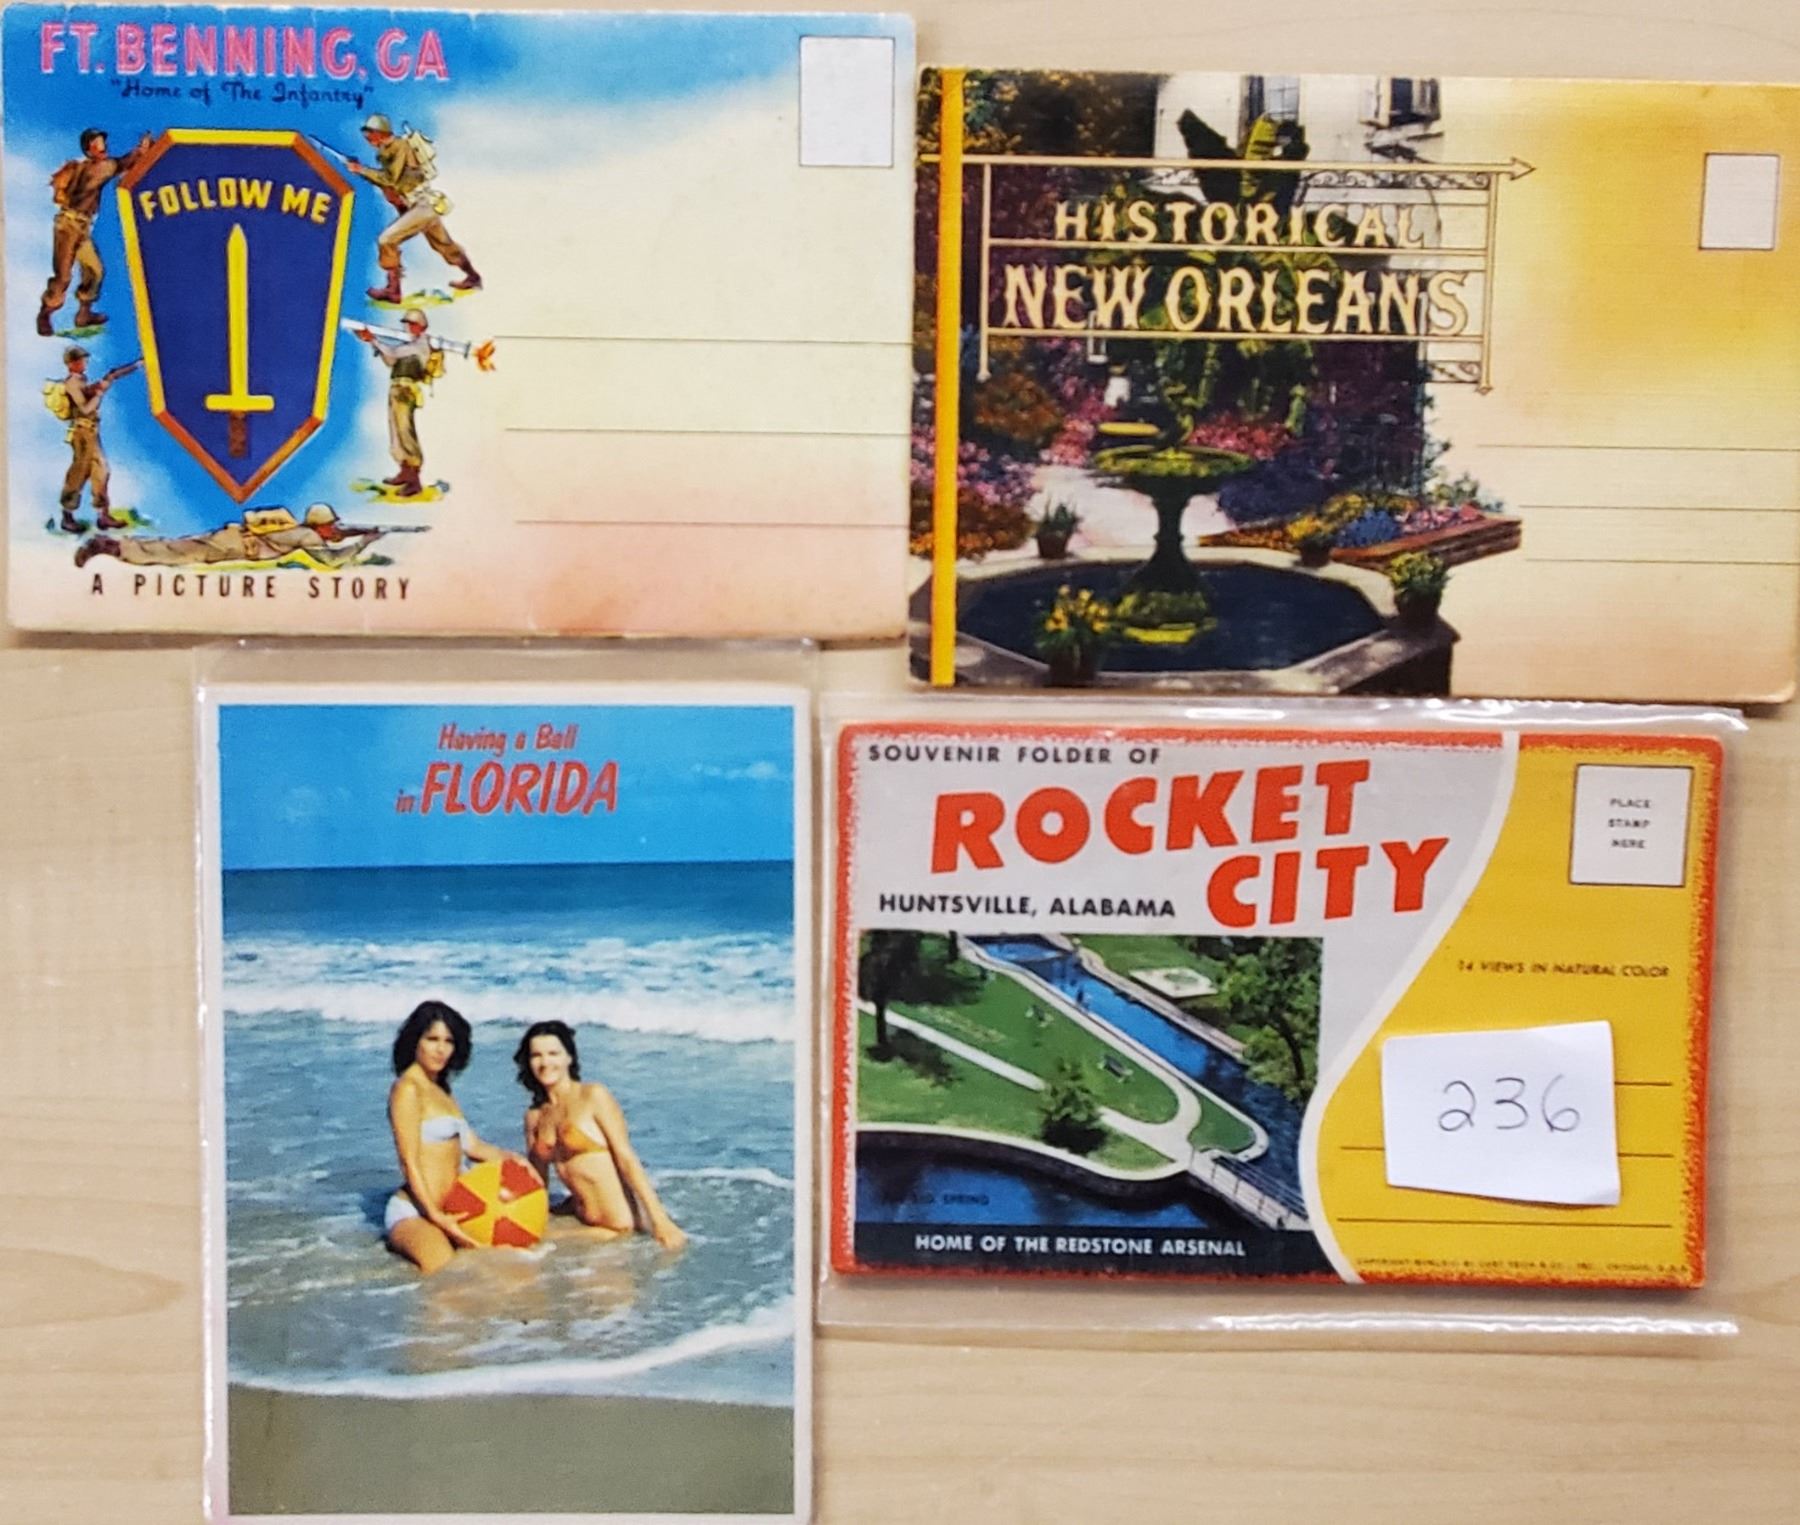 FT. BENNING, GA
"Home of The Infantry"
FOLLOW ME
A PICTURE STORY
HISTORICAL
NEW ORLEANS
Having a Ball
in FLORIDA
SOUVENIR FOLDER OF
ROCKET
CITY
HUNTSVILLE, ALABAMA
PLACE
STAMP
HERE
14 VIEWS IN NATURAL COLOR
236
BIG SPRING
HOME OF THE REDSTONE ARSENAL